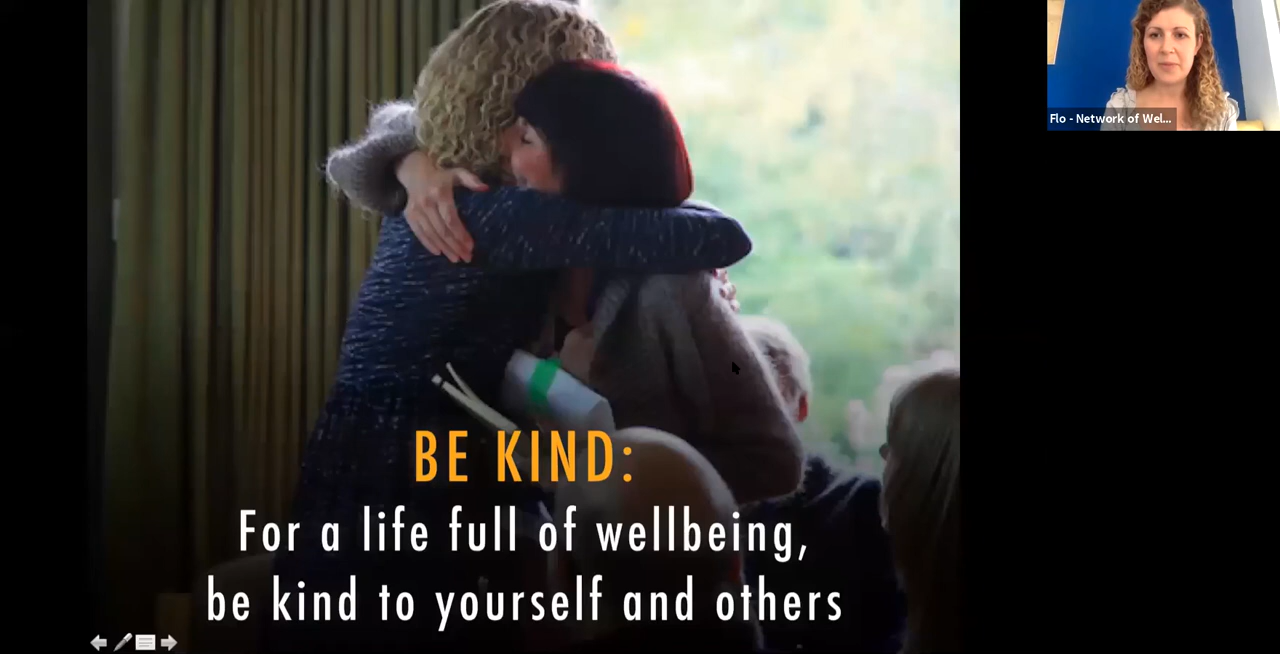 Flo - Network of Wel...
BE KIND:
For a life full of wellbeing,
be kind to yourself and others